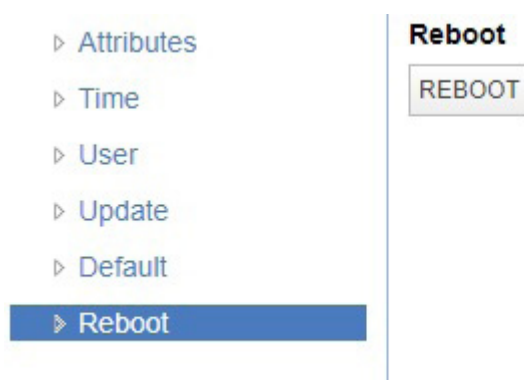 Attributes
Time
User
Update
Default
Reboot
Reboot
REBOOT